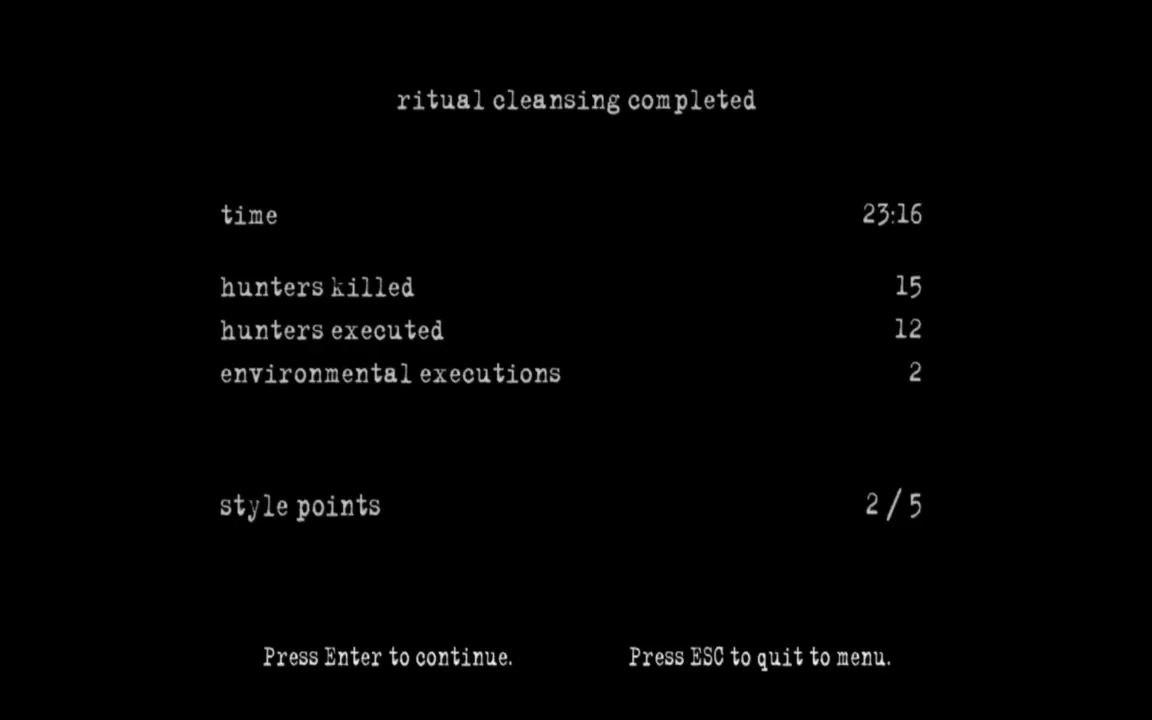 ritual cleansing completed
time 23:16
hunters killed 15
hunters executed 12
environmental executions 2
style points 2 / 5
Press Enter to continue. Press ESC to quit to menu.